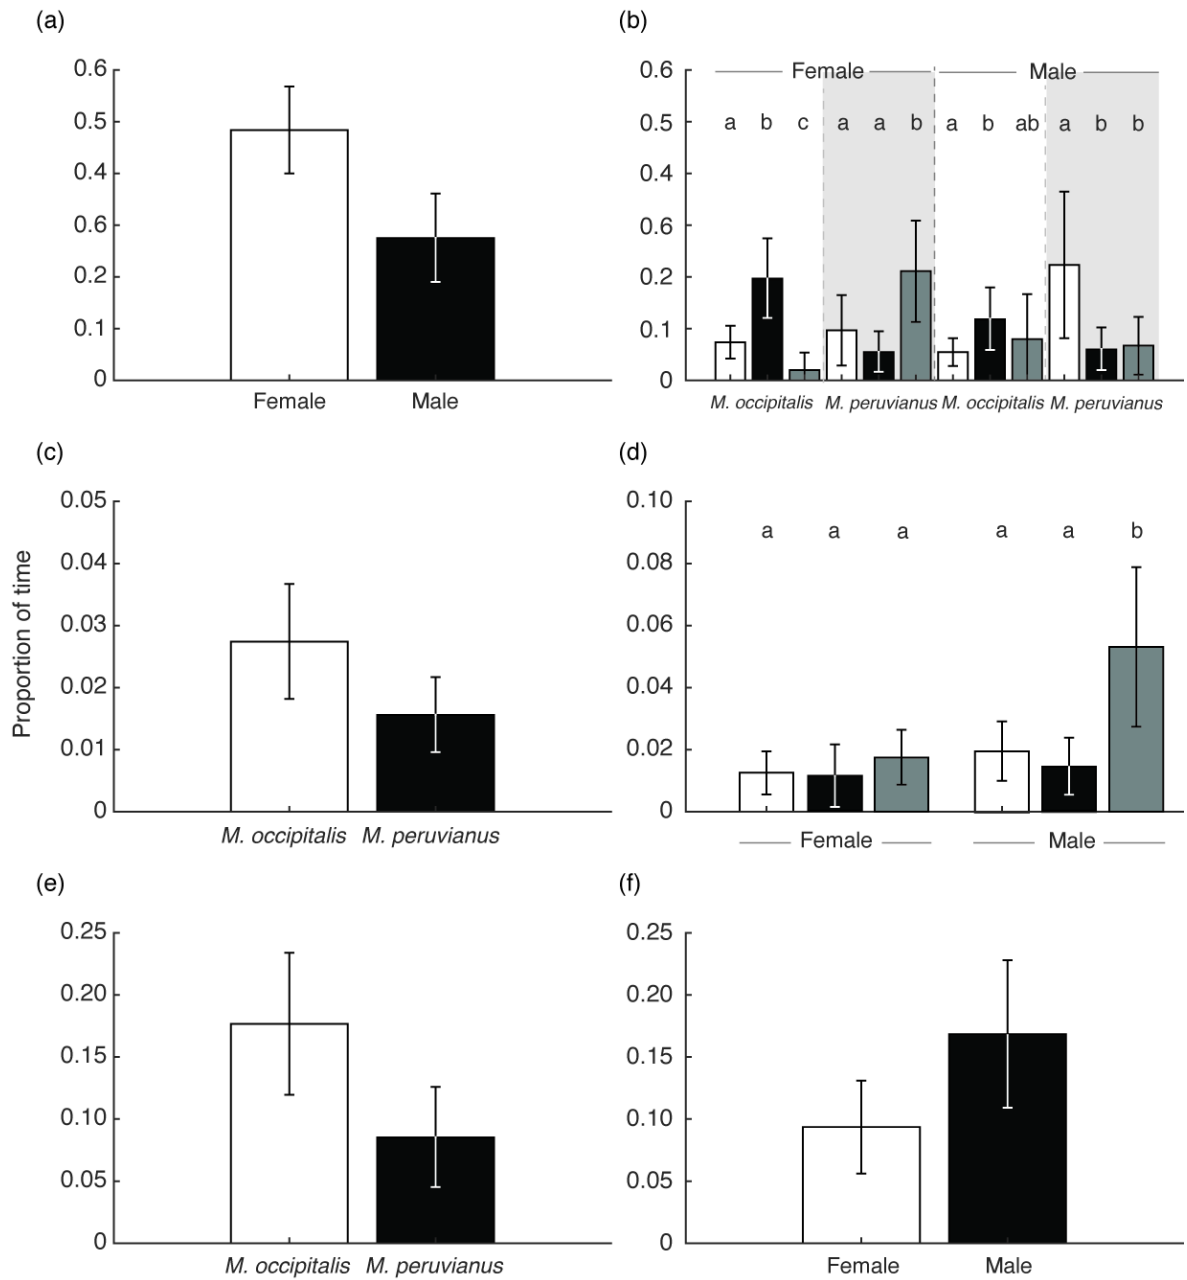 (a)
0.6
0.5
0.4
0.6
0.2
0.1
0
Female Male
(b)
0.6
0.5
0.4
0.6
0.2
0.1
0
Female Male
a b c a a b a b ab a b b
M. occipitalis M. peruvianus M. occipitalis M. peruvianus
Proportion of time
(c)
0.05
0.04
0.03
0.02
0.01
0
M. occipitalis M. peruvianus
(d)
0.10
0.08
0.06
0.04
0.02
0
a a a a a b
Female Male
(e)
0.25
0.20
0.15
0.10
0.05
0
M. occipitalis M. peruvianus
(f)
0.25
0.20
0.15
0.10
0.05
0
Female Male